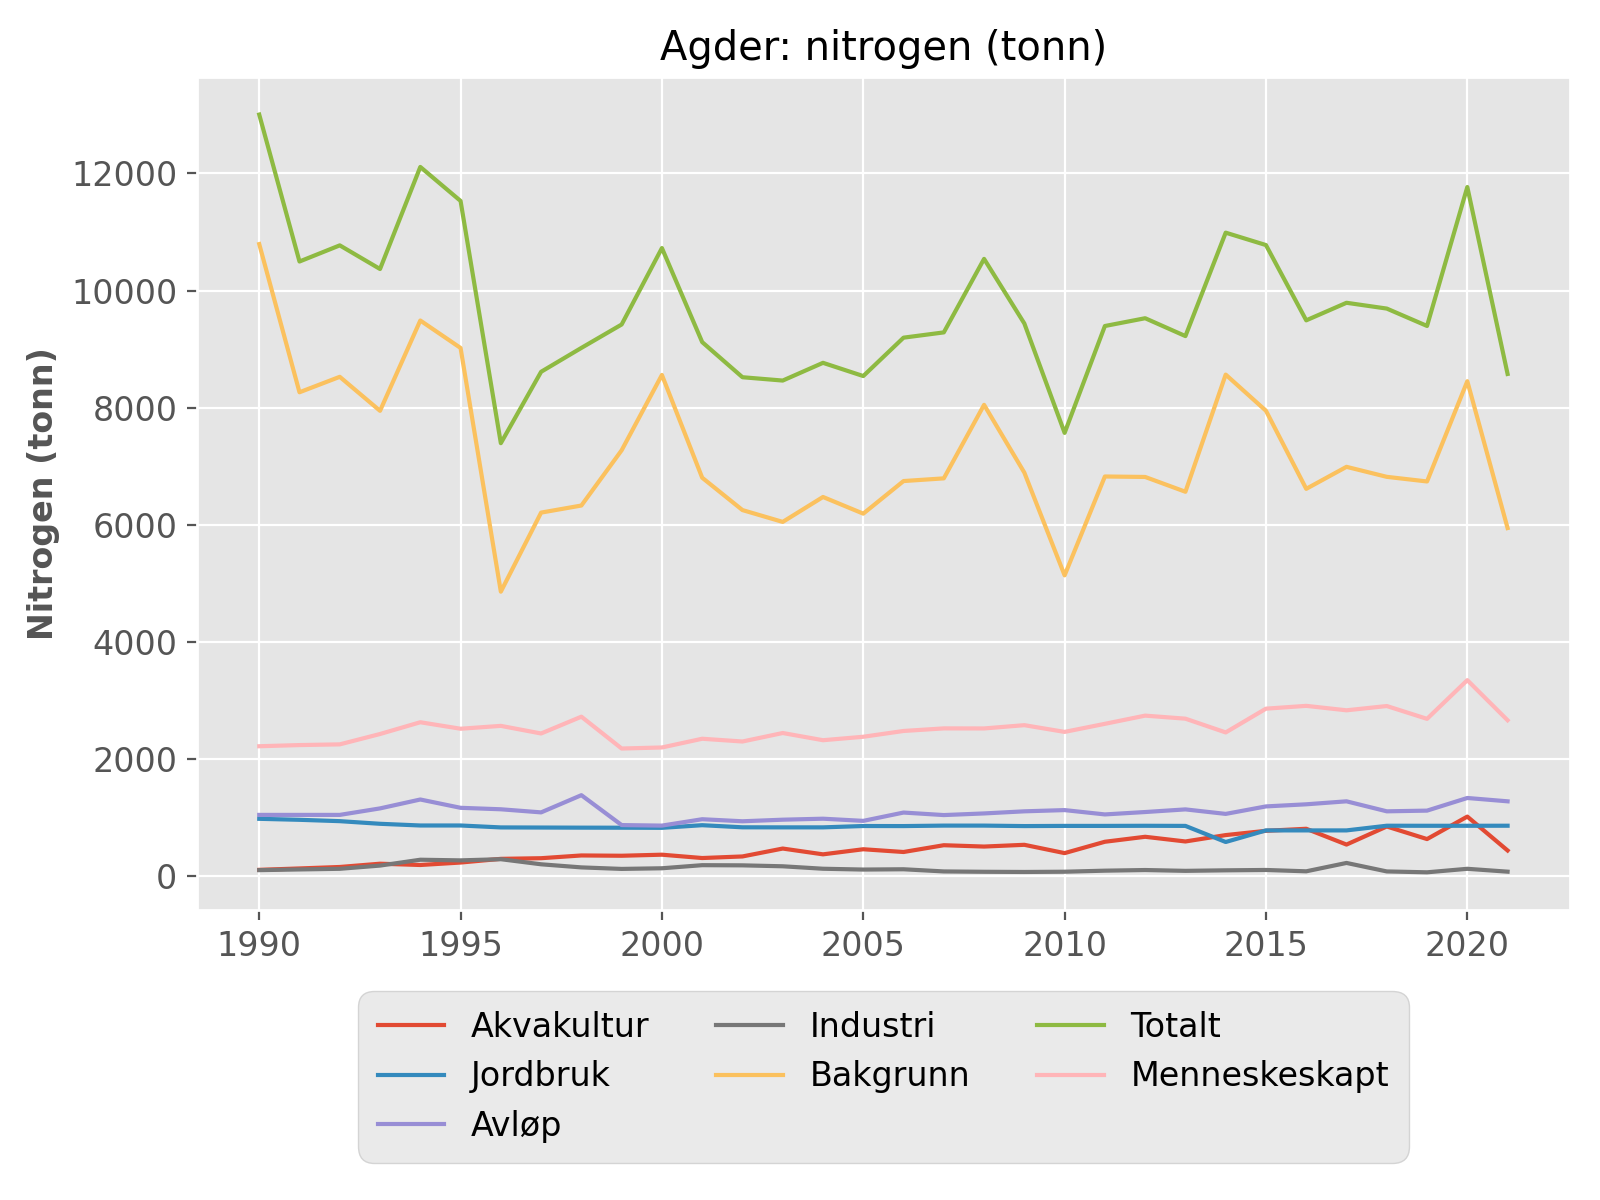 Agder: nitrogen (tonn)
Nitrogen (tonn)
12000
10000
8000
6000
4000
2000
0
1990 1995 2000 2005 2010 2015 2020
Akvakultur Industri Totalt
Jordbruk Bakgrunn Menneskeskapt
Avløp